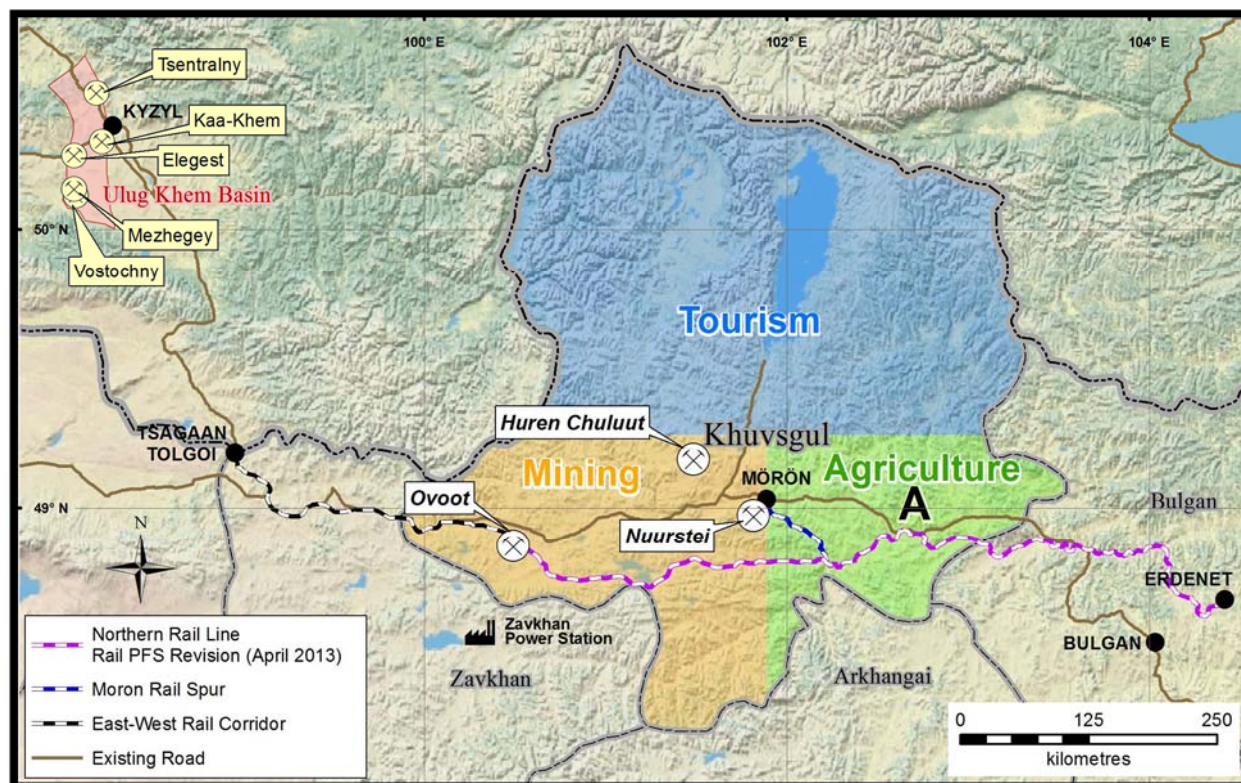 100° E
102° E
104° E
Tsentralny
KYZYL
Kaa-Khem
Elegest
Ulug Khem Basin
50° N
Mezhegey
Vostochny
Tourism
TSAGAAN
TOLGOI
Huren Chuluut
Khuvsgul
Mining
Agriculture
MÖRÖN
A
Ovoot
Bulgan
49° N
Nuurstei
N
ERDENET
Zavkhan
Power Station
BULGAN
Zavkhan
Arkhangai
Northern Rail Line
Rail PFS Revision (April 2013)
Moron Rail Spur
East-West Rail Corridor
Existing Road
0 125 250
kilometres